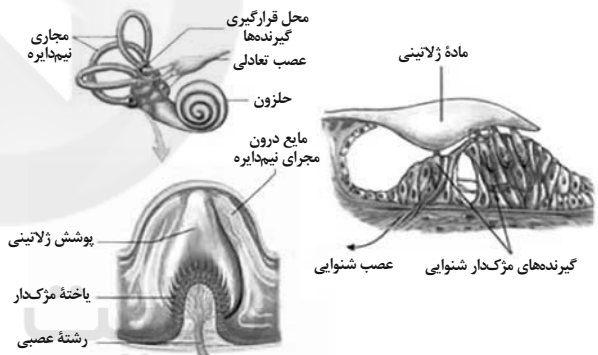 محل قرارگیری
گیرنده‌ها
مجاری
نیم‌دایره
عصب تعادلی
حلزون
مادهٔ ژلاتینی
مایع درون
مجرای نیم‌دایره
پوشش ژلاتینی
یاختهٔ مژک‌دار
رشتهٔ عصبی
عصب شنوایی
گیرنده‌های مژک‌دار شنوایی